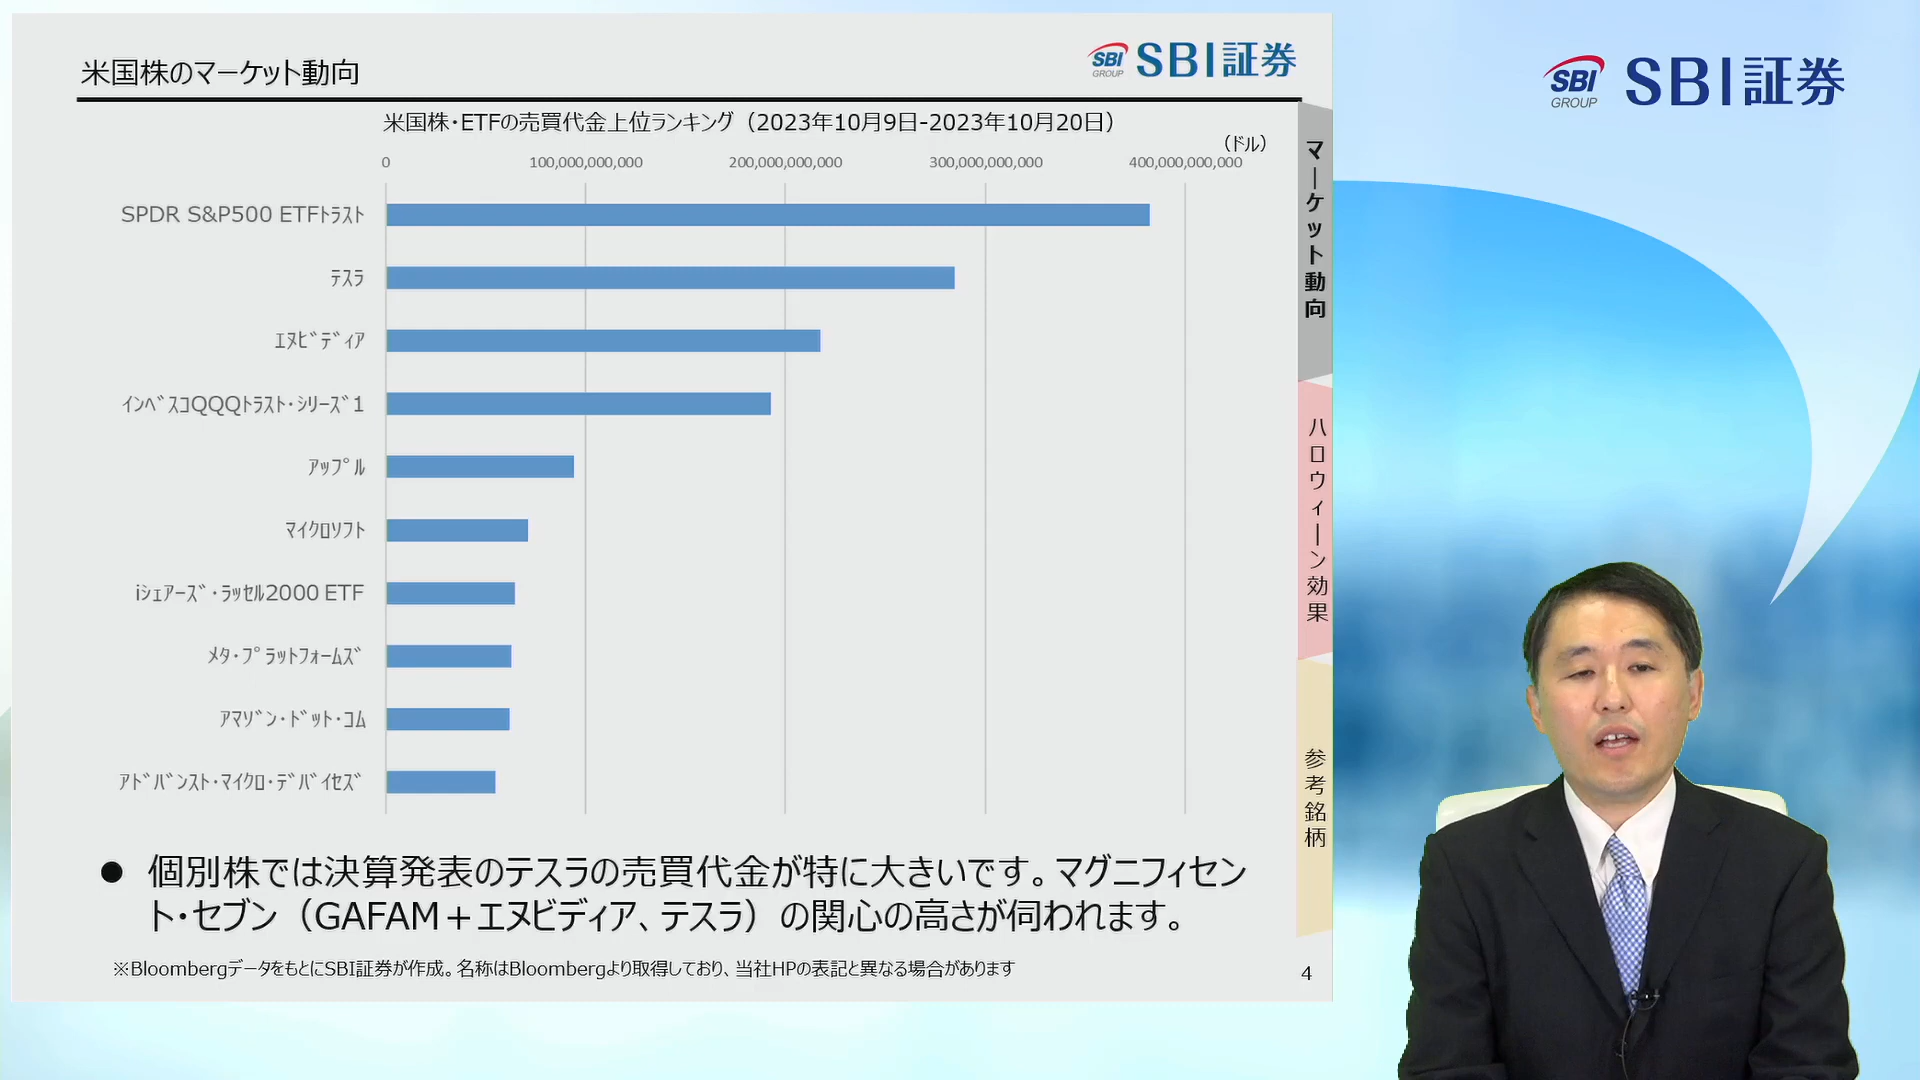 米国株のマーケット動向
SBI GROUP SBI証券
SBI GROUP SBI証券
米国株・ETFの売買代金上位ランキング（2023年10月9日-2023年10月20日）
（ドル）
0 100,000,000,000 200,000,000,000 300,000,000,000 400,000,000,000
SPDR S&P500 ETFﾄﾗｽﾄ
ﾃｽﾗ
ｴﾇﾋﾞﾃﾞｨｱ
ｲﾝﾍﾞｽｺQQQﾄﾗｽﾄ･ｼﾘｰｽﾞ1
ｱｯﾌﾟﾙ
ﾏｲｸﾛｿﾌﾄ
iｼｪｱｰｽﾞ･ﾗｯｾﾙ2000 ETF
ﾒﾀ･ﾌﾟﾗｯﾄﾌｫｰﾑｽﾞ
ｱﾏｿﾞﾝ･ﾄﾞｯﾄ･ｺﾑ
ｱﾄﾞﾊﾞﾝｽﾄ･ﾏｲｸﾛ･ﾃﾞﾊﾞｲｾｽﾞ
マーケット動向
ハロウィーン効果
参考銘柄
● 個別株では決算発表のテスラの売買代金が特に大きいです。マグニフィセン
ト・セブン（GAFAM＋エヌビディア、テスラ）の関心の高さが伺われます。
※BloombergデータをもとにSBI証券が作成。名称はBloombergより取得しており、当社HPの表記と異なる場合があります
4